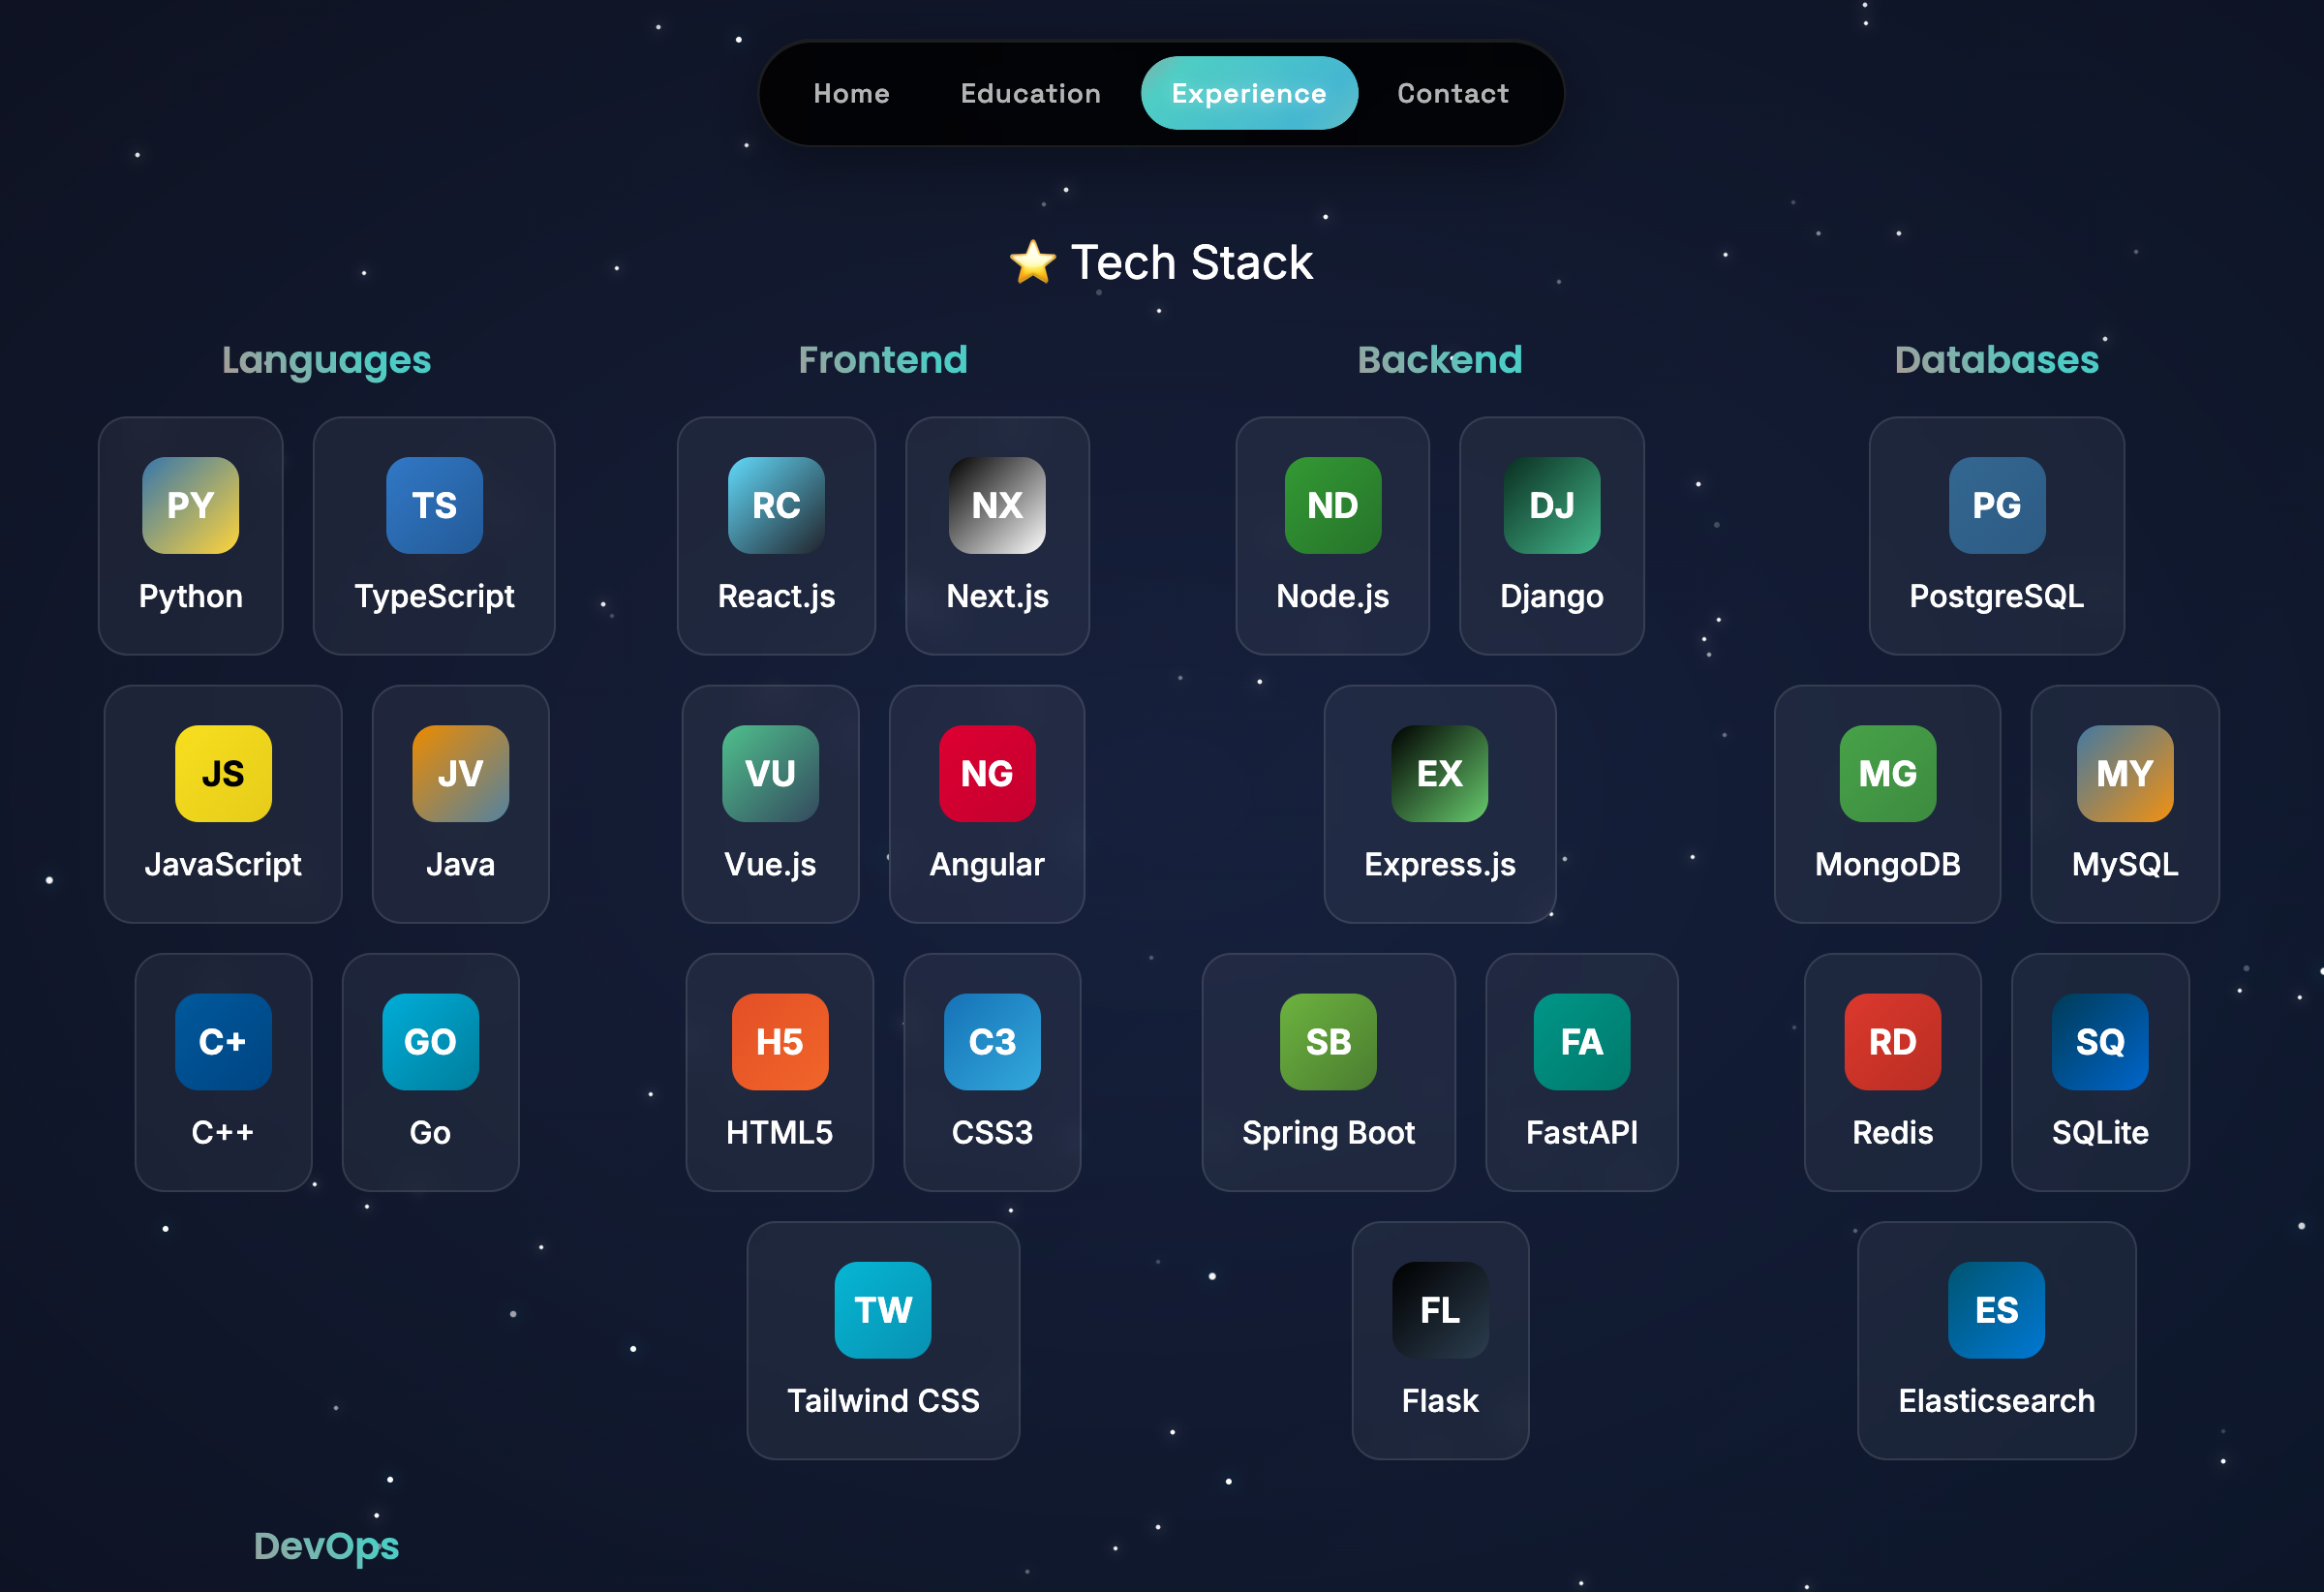 Home Education Experience Contact
⭐ Tech Stack
Languages
PY TS
Python TypeScript
JS JV
JavaScript Java
C+ GO
C++ Go
Frontend
RC NX
React.js Next.js
VU NG
Vue.js Angular
H5 C3
HTML5 CSS3
TW
Tailwind CSS
Backend
ND DJ
Node.js Django
EX
Express.js
SB FA
Spring Boot FastAPI
FL
Flask
Databases
PG
PostgreSQL
MG MY
MongoDB MySQL
RD SQ
Redis SQLite
ES
Elasticsearch
DevOps